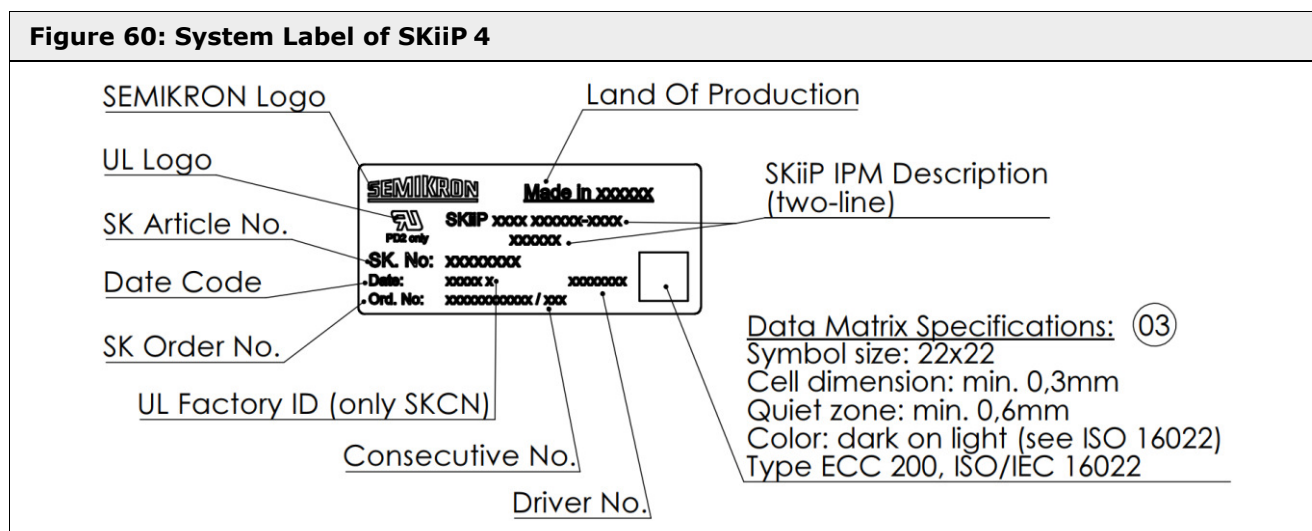 Figure 60: System Label of SKiiP 4
SEMIKRON Logo
Land Of Production
UL Logo
SKiiP IPM Description
(two-line)
SK Article No.
Date Code
SK Order No.
UL Factory ID (only SKCN)
Consecutive No.
Driver No.
SEMIKRON
Made in xxxxxx
PD2 only
SKiiP xxxx xxxxxx-xxxx
xxxxxx
SK. No: xxxxxxxx
Date: xxxxx x xxxxxxxx
Ord. No: xxxxxxxxxxxx / xxx
Data Matrix Specifications: 03
Symbol size: 22x22
Cell dimension: min. 0,3mm
Quiet zone: min. 0,6mm
Color: dark on light (see ISO 16022)
Type ECC 200, ISO/IEC 16022